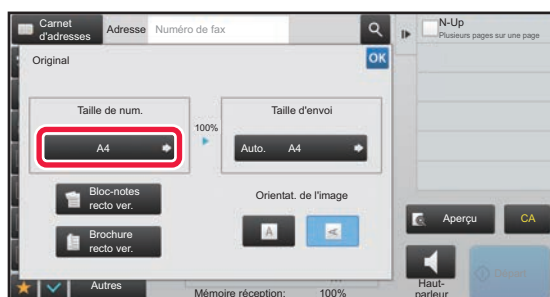 Carnet
d'adresses
Adresse
Numéro de fax
N-Up
Plusieurs pages sur une page
Original
OK
Taille de num.
Taille d'envoi
100%
A4
Auto. A4
Bloc-notes
recto ver.
Orientat. de l'image
A
A
Brochure
recto ver.
Aperçu
CA
Autres
Mémoire réception: 100%
Haut-
parleur
Départ